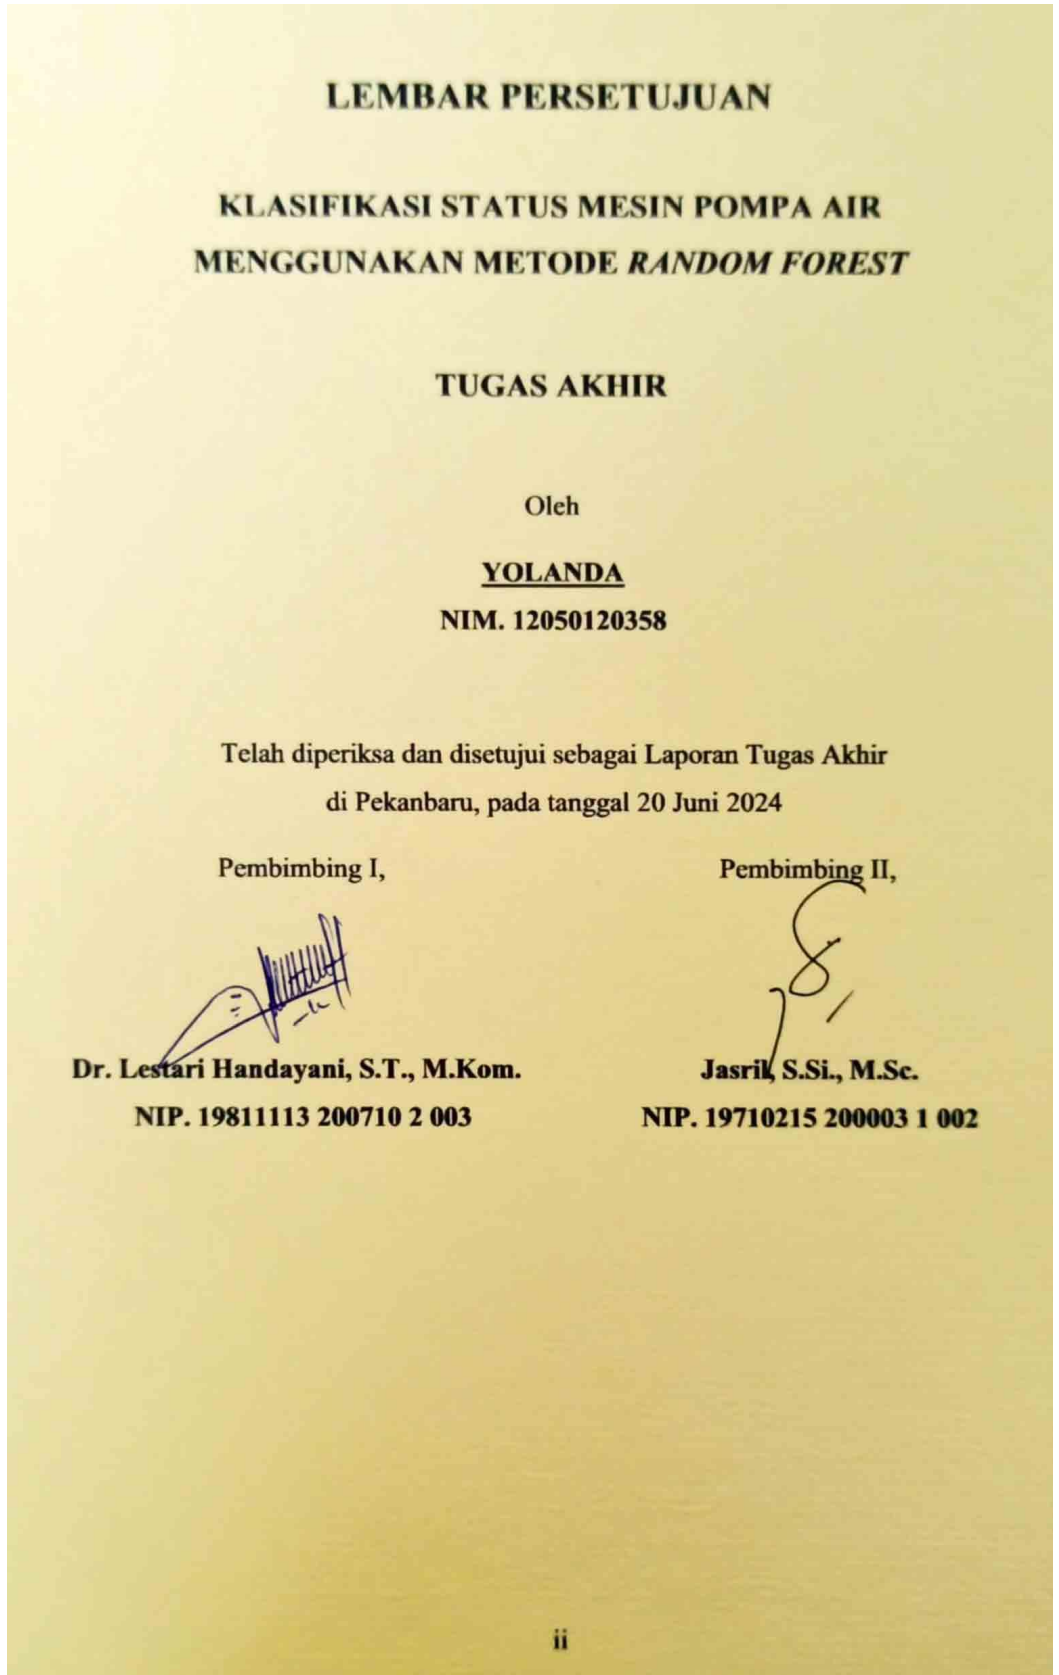 LEMBAR PERSETUJUAN
KLASIFIKASI STATUS MESIN POMPA AIR
MENGGUNAKAN METODE RANDOM FOREST
TUGAS AKHIR
Oleh
YOLANDA
NIM. 12050120358
Telah diperiksa dan disetujui sebagai Laporan Tugas Akhir
di Pekanbaru, pada tanggal 20 Juni 2024
Pembimbing I,
Dr. Lestari Handayani, S.T., M.Kom.
NIP. 19811113 200710 2 003
Pembimbing II,
Jasril, S.Si., M.Sc.
NIP. 19710215 200003 1 002
ii